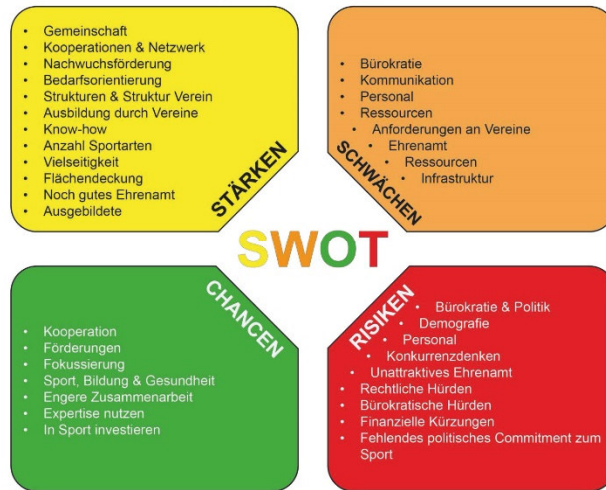 Gemeinschaft
Kooperationen & Netzwerk
Nachwuchsförderung
Bedarfsorientierung
Strukturen & Struktur Verein
Ausbildung durch Vereine
Know-how
Anzahl Sportarten
Vielseitigkeit
Flächendeckung
Noch gutes Ehrenamt
Ausgebildete
STÄRKEN
Bürokratie
Kommunikation
Personal
Ressourcen
Anforderungen an Vereine
Ehrenamt
Ressourcen
Infrastruktur
SCHWÄCHEN
SWOT
CHANCEN
Kooperation
Förderungen
Fokussierung
Sport, Bildung & Gesundheit
Engere Zusammenarbeit
Expertise nutzen
In Sport investieren
RISIKEN
Bürokratie & Politik
Demografie
Personal
Konkurrenzdenken
Unattraktives Ehrenamt
Rechtliche Hürden
Bürokratische Hürden
Finanzielle Kürzungen
Fehlendes politisches Commitment zum
Sport